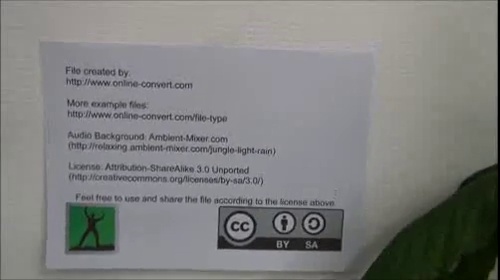 File created by:
http://www.online-convert.com
More example files:
http://www.online-convert.com/file-type
Audio Background: Ambient-Mixer.com
(http://relaxing.ambient-mixer.com/jungle-light-rain)
License: Attribution-ShareAlike 3.0 Unported
(http://creativecommons.org/licenses/by-sa/3.0/)
Feel free to use and share the file according to the license above.
cc
BY SA